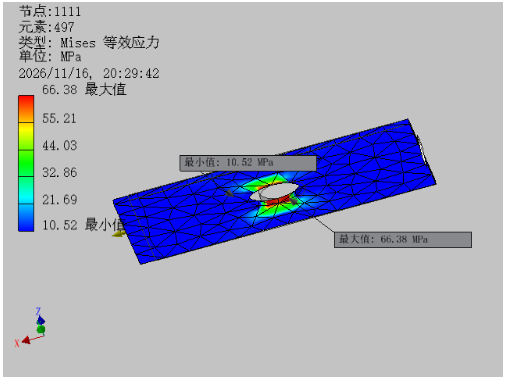 节点:1111
元素:497
类型: Mises 等效应力
单位: MPa
2026/11/16, 20:29:42
66.38 最大值
55.21
44.03
32.86
21.69
10.52 最小值
最小值: 10.52 MPa
最大值: 66.38 MPa
Z
X